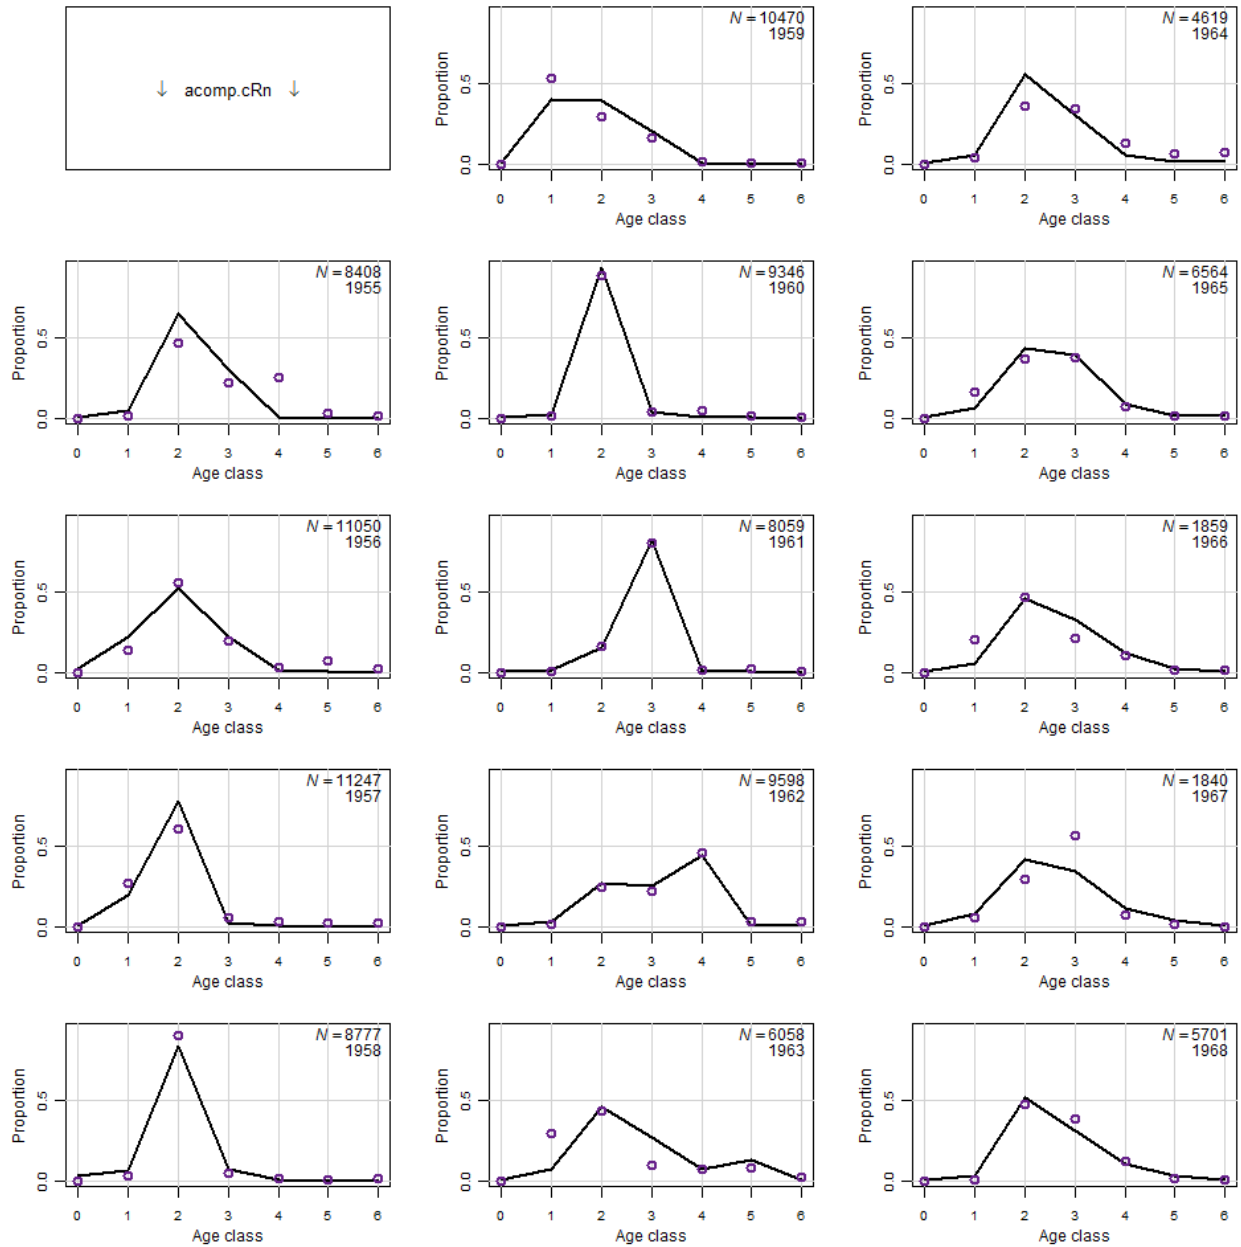 ↓ acomp.cRn ↓
N = 10470
1959
Proportion
0.5
0.0
0 1 2 3 4 5 6
Age class
N = 4619
1964
Proportion
0.5
0.0
0 1 2 3 4 5 6
Age class
N = 8408
1955
Proportion
0.5
0.0
0 1 2 3 4 5 6
Age class
N = 9346
1960
Proportion
0.5
0.0
0 1 2 3 4 5 6
Age class
N = 6564
1965
Proportion
0.5
0.0
0 1 2 3 4 5 6
Age class
N = 11050
1956
Proportion
0.5
0.0
0 1 2 3 4 5 6
Age class
N = 8059
1961
Proportion
0.5
0.0
0 1 2 3 4 5 6
Age class
N = 1859
1966
Proportion
0.5
0.0
0 1 2 3 4 5 6
Age class
N = 11247
1957
Proportion
0.5
0.0
0 1 2 3 4 5 6
Age class
N = 9598
1962
Proportion
0.5
0.0
0 1 2 3 4 5 6
Age class
N = 1840
1967
Proportion
0.5
0.0
0 1 2 3 4 5 6
Age class
N = 8777
1958
Proportion
0.5
0.0
0 1 2 3 4 5 6
Age class
N = 6058
1963
Proportion
0.5
0.0
0 1 2 3 4 5 6
Age class
N = 5701
1968
Proportion
0.5
0.0
0 1 2 3 4 5 6
Age class